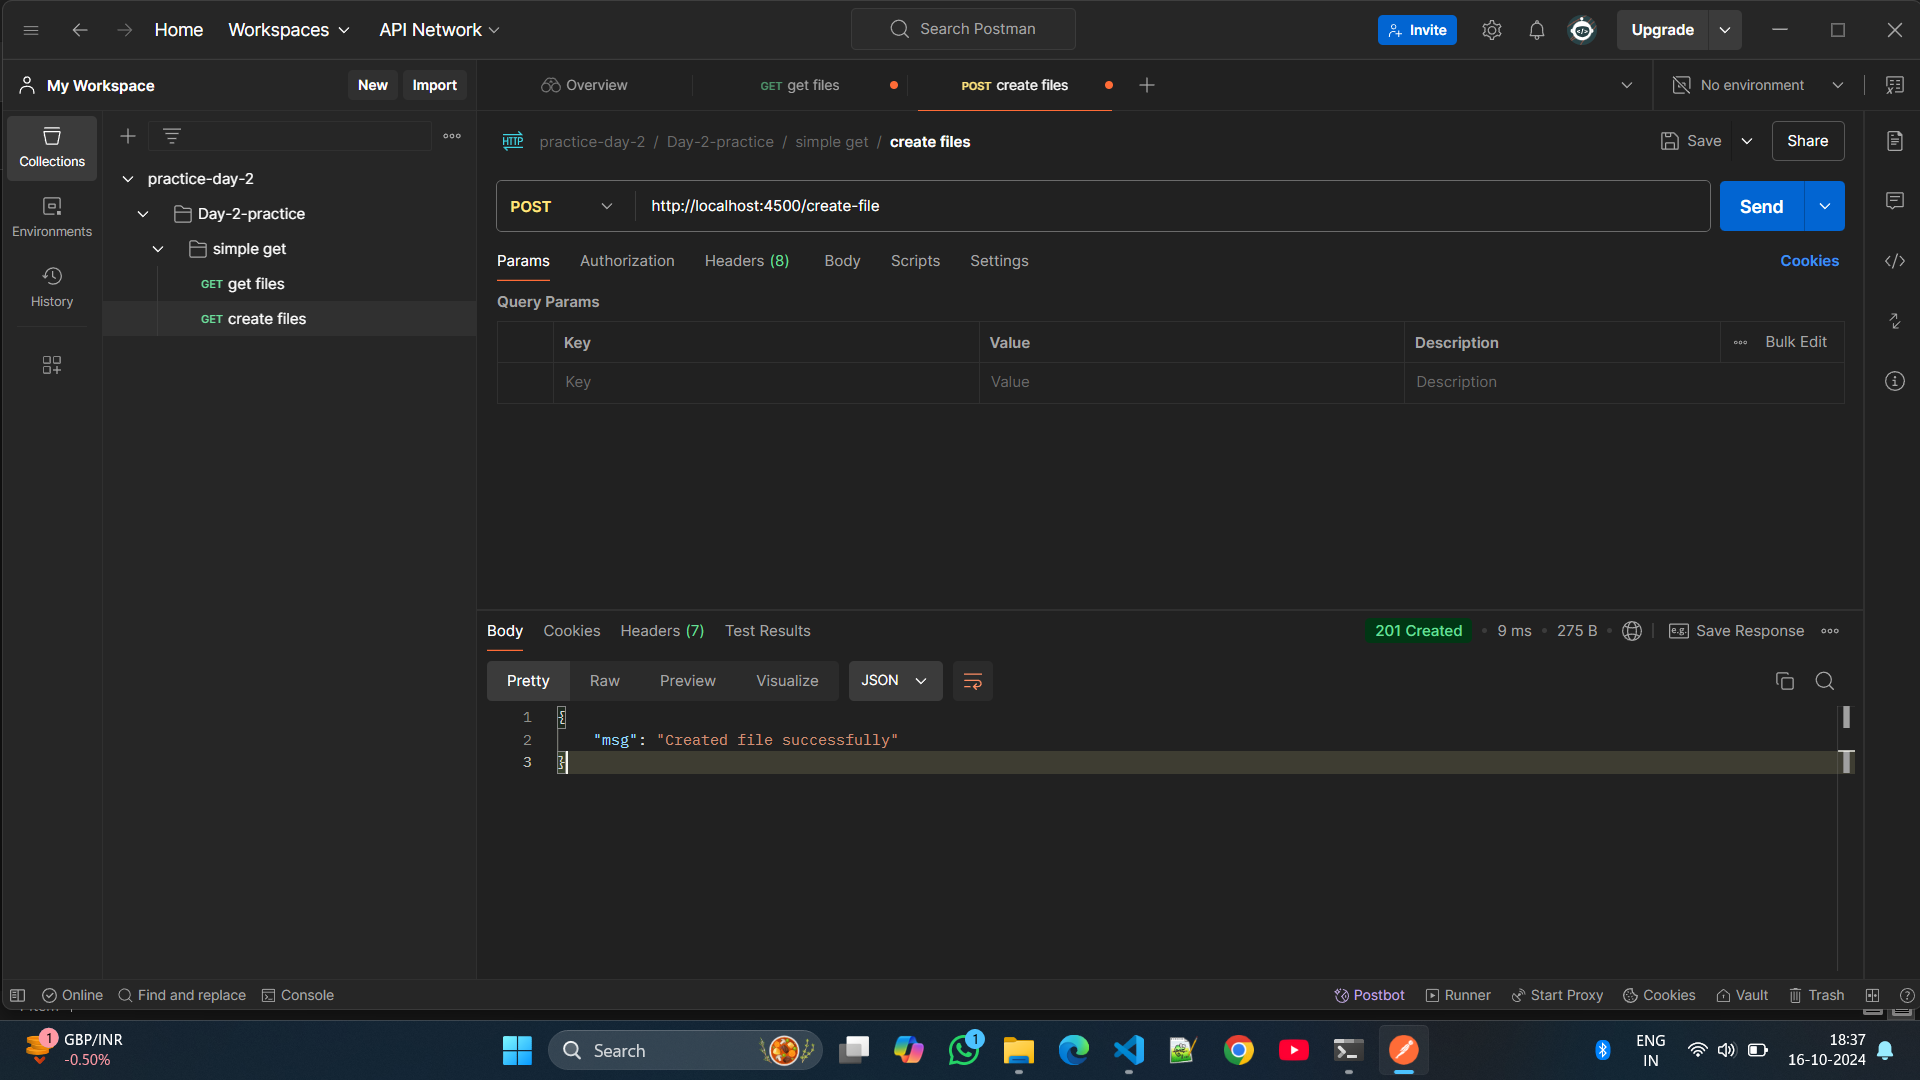 Home
Workspaces
API Network
Search Postman
Invite
Upgrade
My Workspace
New
Import
Overview
GET get files
POST create files
No environment
Collections
Environments
History
practice-day-2
Day-2-practice
simple get
GET get files
GET create files
practice-day-2 / Day-2-practice / simple get / create files
Save
Share
POST
http://localhost:4500/create-file
Send
Params
Authorization
Headers (8)
Body
Scripts
Settings
Cookies
Query Params
Key
Value
Description
Bulk Edit
Key
Value
Description
Body
Cookies
Headers (7)
Test Results
201 Created
9 ms
275 B
e.g.
Save Response
Pretty
Raw
Preview
Visualize
JSON
1 {
2 "msg": "Created file successfully"
3 }
Online
Find and replace
Console
Postbot
Runner
Start Proxy
Cookies
Vault
Trash
1
GBP/INR
-0.50%
Search
1
ENG
IN
18:37
16-10-2024